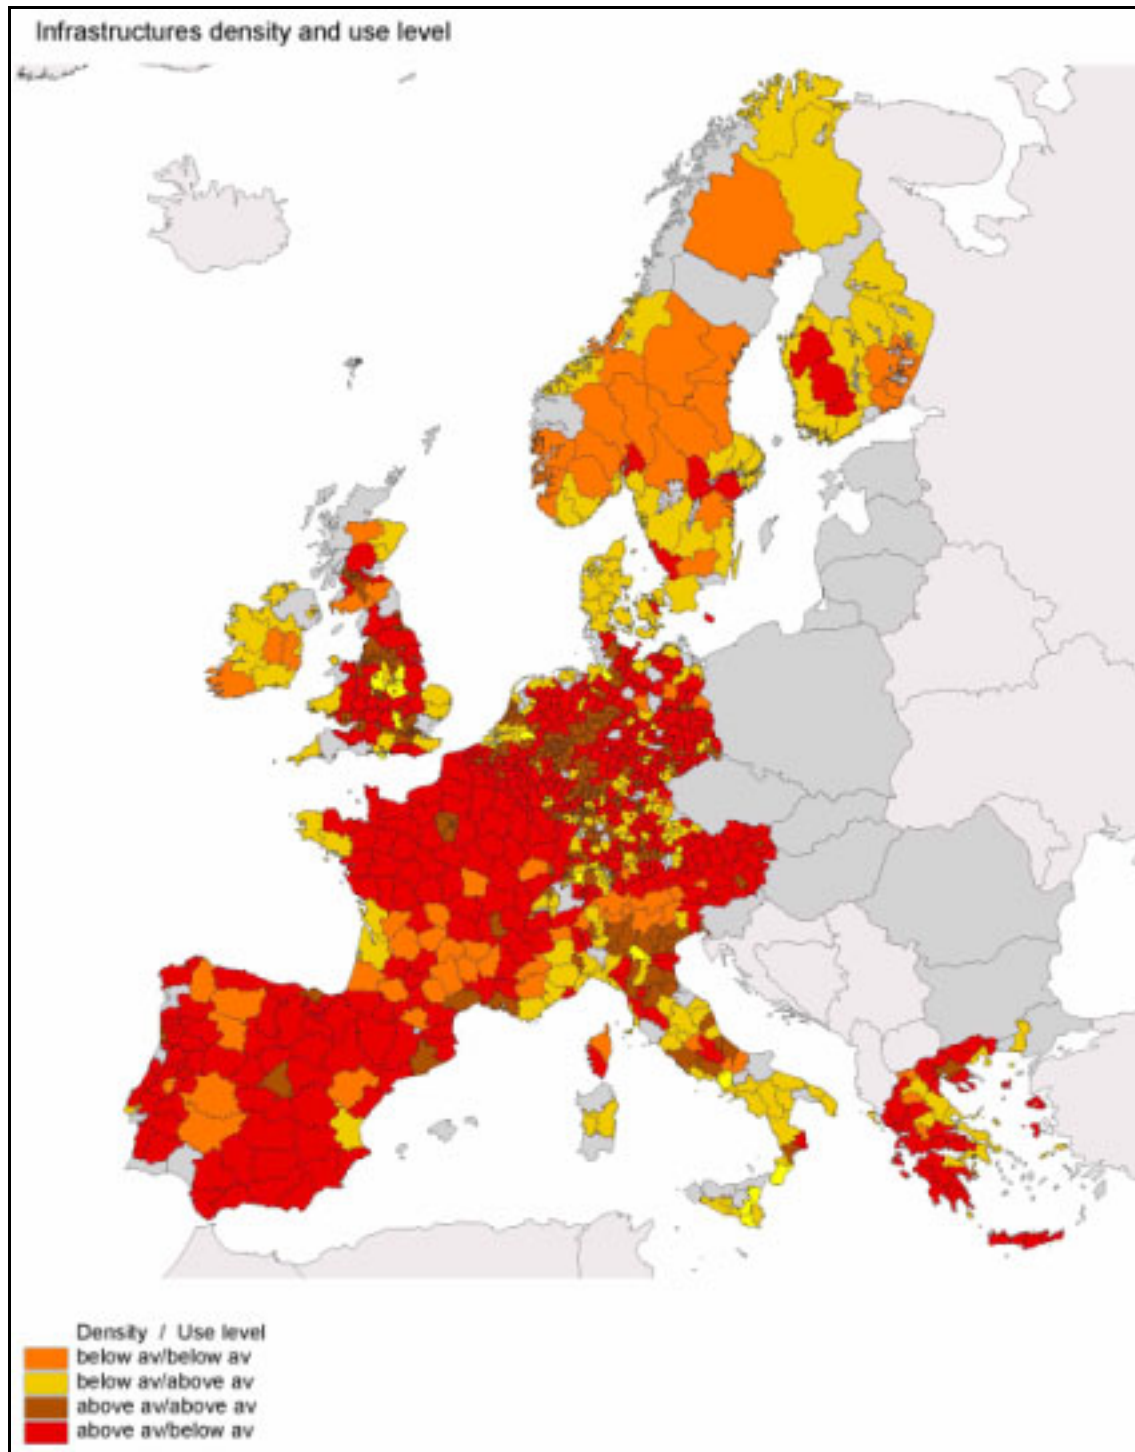 Infrastructures density and use level
Density / Use level
below av/below av
below av/above av
above av/above av
above av/below av